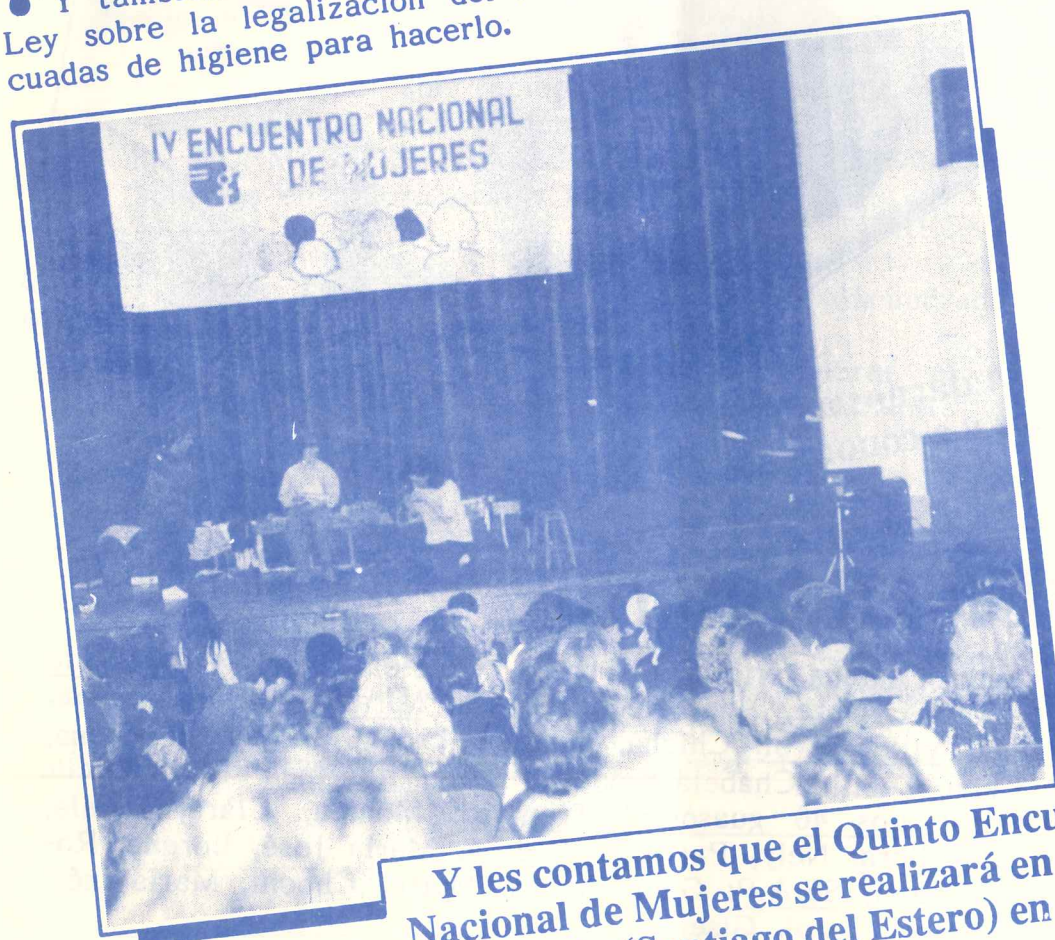 ● Y
Ley sobre la legalización
cuadas de higiene para hacerlo.
IV ENCUENTRO NACIONAL
DE MUJERES
Y les contamos que el Quinto Encu
Nacional de Mujeres se realizará en
(Santiago del Estero) en